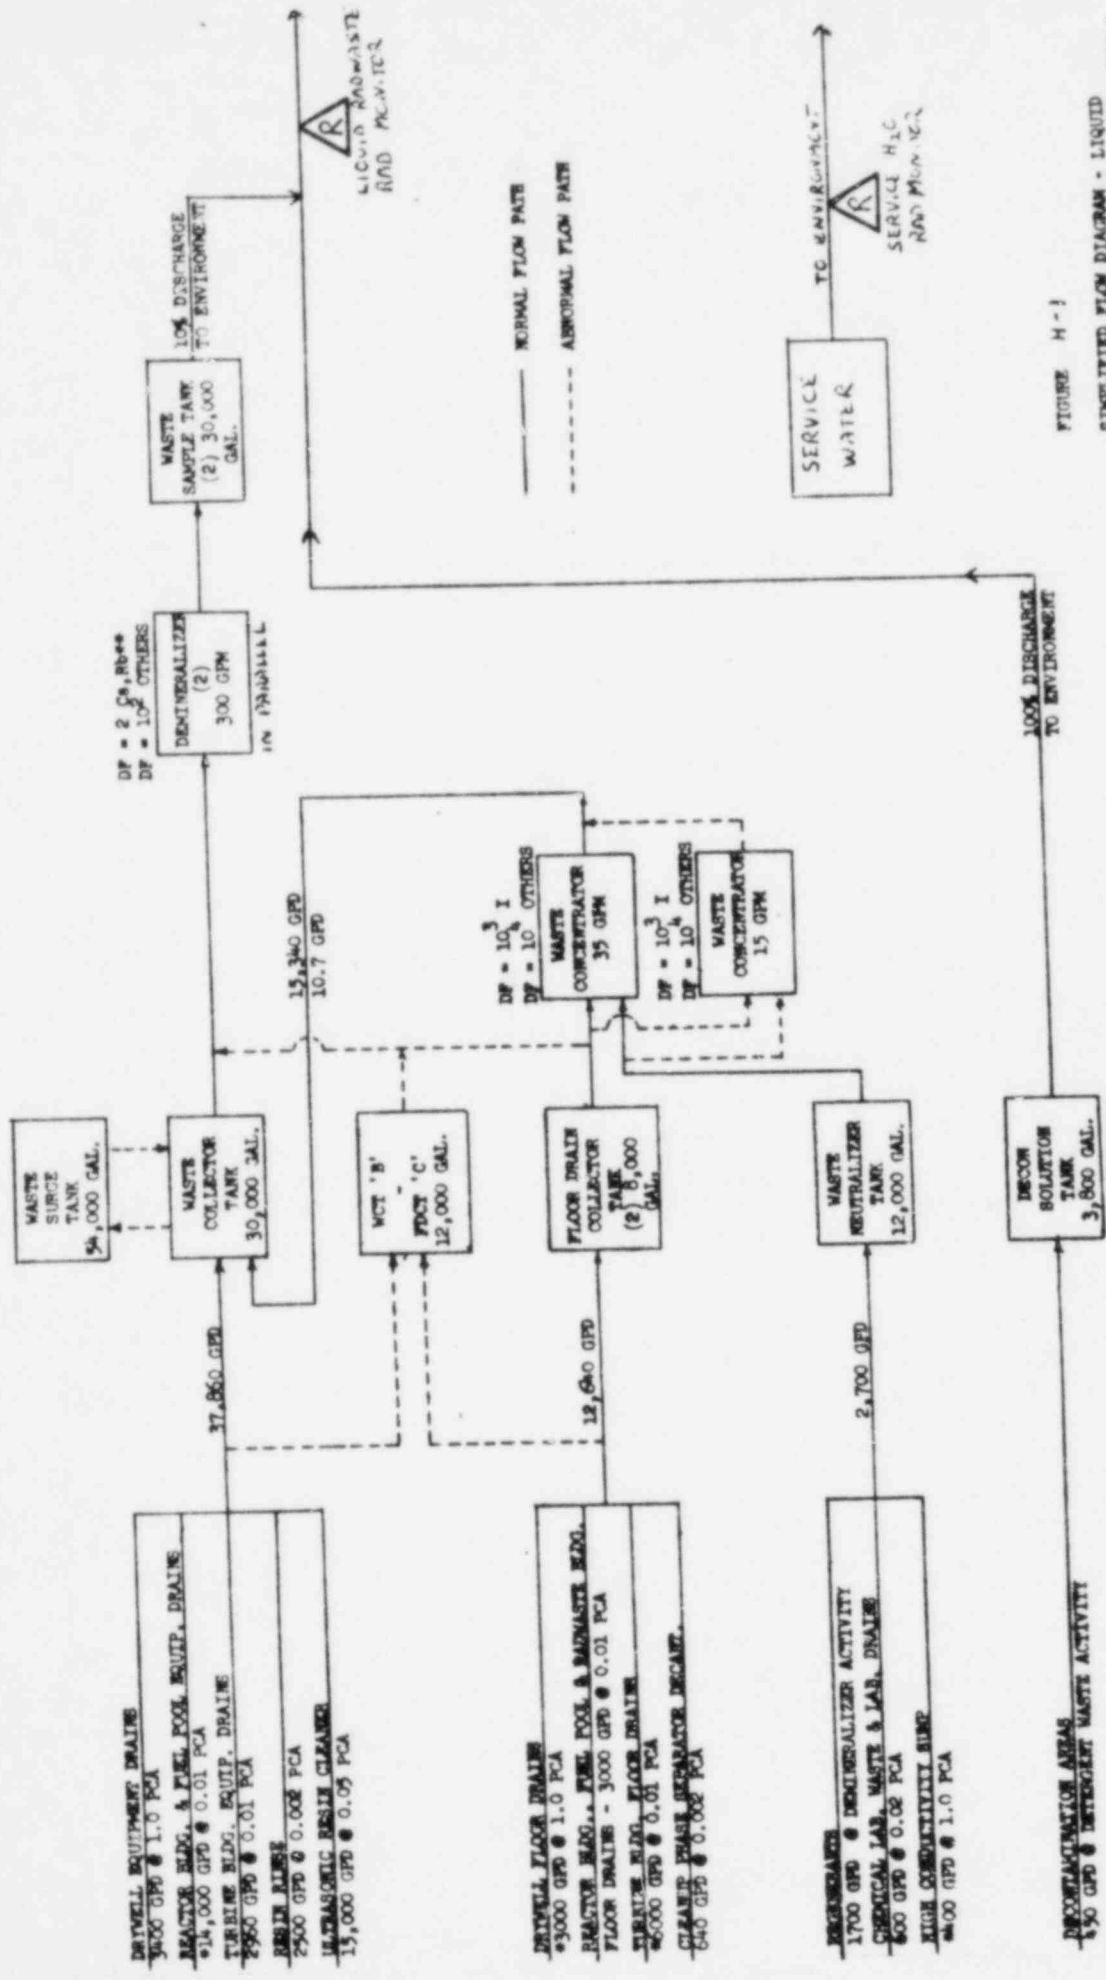 DRYWELL EQUIPMENT DRAINS
3400 GPD @ 1.0 PCA
REACTOR BLDG. & FUEL POOL EQUIP. DRAINS
*14,000 GPD @ 0.01 PCA
TURBINE BLDG. EQUIP. DRAINS
2960 GPD @ 0.01 PCA
RESIN RINSE
2500 GPD @ 0.002 PCA
ULTRASONIC RESIN CLEANER
15,000 GPD @ 0.05 PCA
37,860 GPD
WASTE
SURGE
TANK
54,000 GAL.
WASTE
COLLECTOR
TANK
30,000 GAL.
DF = 2 Cs,Rb**
DF = 10² OTHERS
DEMINERALIZER
(2)
300 GPM
IN PARALLEL
WASTE
SAMPLE TANK
(2) 30,000
GAL.
10% DISCHARGE
TO ENVIRONMENT
R
LIQUID RADWASTE
RAD MONITOR
15,340 GPD
10.7 GPD
WCT 'B'
-
FDCT 'C'
12,000 GAL.
DRYWELL FLOOR DRAINS
*3000 GPD @ 1.0 PCA
REACTOR BLDG., FUEL POOL & RADWASTE BLDG.
FLOOR DRAINS - 3000 GPD @ 0.01 PCA
TURBINE BLDG. FLOOR DRAINS
*6000 GPD @ 0.01 PCA
CLEANUP PHASE SEPARATOR DECANT.
640 GPD @ 0.002 PCA
12,640 GPD
FLOOR DRAIN
COLLECTOR
TANK
(2) 8,000
GAL.
DF = 10³ I
DF = 10⁴ OTHERS
WASTE
CONCENTRATOR
35 GPM
DF = 10³ I
DF = 10⁴ OTHERS
WASTE
CONCENTRATOR
15 GPM
NORMAL FLOW PATH
ABNORMAL FLOW PATH
REGENERANTS
1700 GPD @ DEMINERALIZER ACTIVITY
CHEMICAL LAB. WASTE & LAB. DRAINS
600 GPD @ 0.02 PCA
HIGH CONDUCTIVITY SUMP
*400 GPD @ 1.0 PCA
2,700 GPD
WASTE
NEUTRALIZER
TANK
12,000 GAL.
SERVICE
WATER
TO ENVIRONMENT
R
SERVICE H2O
RAD MONITOR
DECONTAMINATION AREAS
450 GPD @ DETERGENT WASTE ACTIVITY
DECON
SOLUTION
TANK
3,800 GAL.
100% DISCHARGE
TO ENVIRONMENT
FIGURE H-1
SIMPLIFIED FLOW DIAGRAM - LIQUID